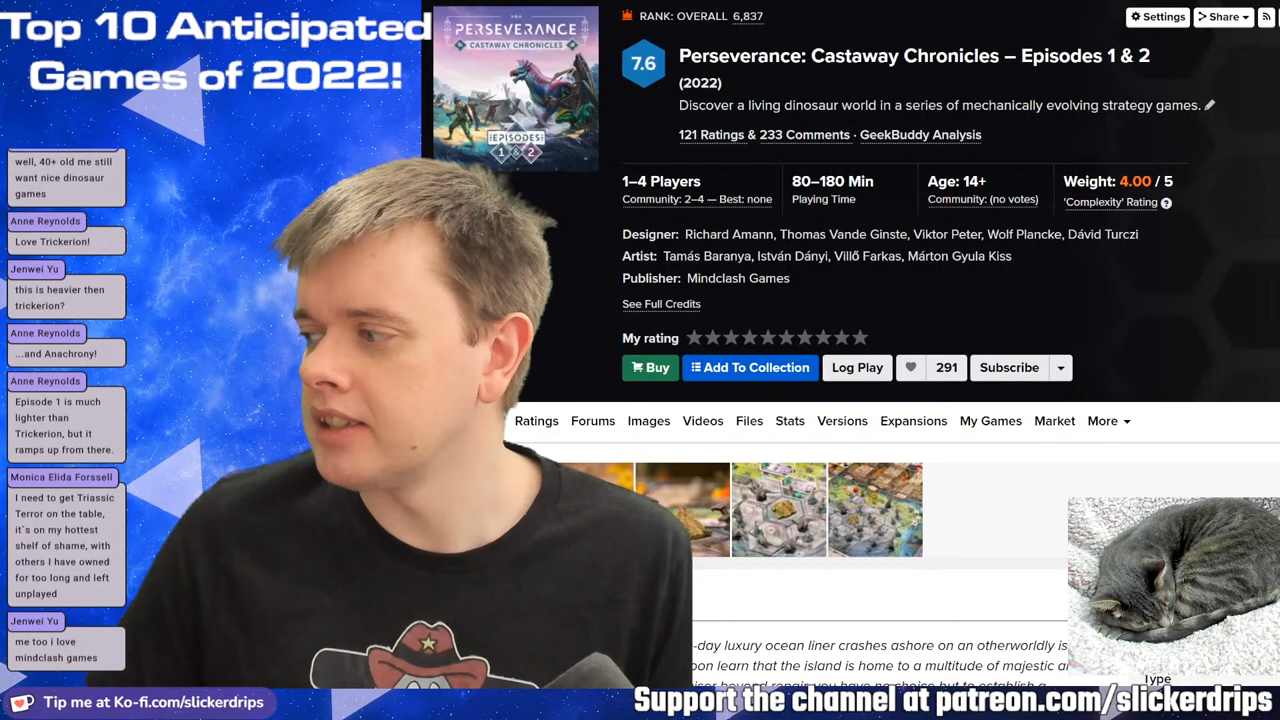 Top 10 Anticipated
Games of 2022!
well, 40+ old me still
want nice dinosaur
games
Anne Reynolds
Love Trickerion!
Jenwei Yu
this is heavier then
trickerion?
Anne Reynolds
...and Anachrony!
Anne Reynolds
Episode 1 is much
lighter than
Trickerion, but it
ramps up from there.
Monica Elida Forssell
I need to get Triassic
Terror on the table,
it`s on my hottest
shelf of shame, with
others I have owned
for too long and left
unplayed
Jenwei Yu
me too i love
mindclash games
Tip me at Ko-fi.com/slickerdrips
PERSEVERANCE
CASTAWAY CHRONICLES
EPISODES
1 & 2
RANK: OVERALL 6,837
Settings
Share
7.6
Perseverance: Castaway Chronicles – Episodes 1 & 2
(2022)
Discover a living dinosaur world in a series of mechanically evolving strategy games.
121 Ratings & 233 Comments · GeekBuddy Analysis
1–4 Players
Community: 2–4 — Best: none
80–180 Min
Playing Time
Age: 14+
Community: (no votes)
Weight: 4.00 / 5
'Complexity' Rating ?
Designer: Richard Amann, Thomas Vande Ginste, Viktor Peter, Wolf Plancke, Dávid Turczi
Artist: Tamás Baranya, István Dányi, Villő Farkas, Márton Gyula Kiss
Publisher: Mindclash Games
See Full Credits
My rating
Buy
Add To Collection
Log Play
291
Subscribe
Ratings Forums Images Videos Files Stats Versions Expansions My Games Market More
-day luxury ocean liner crashes ashore on an otherworldly is
oon learn that the island is home to a multitude of majestic a
Type
Support the channel at patreon.com/slickerdrips